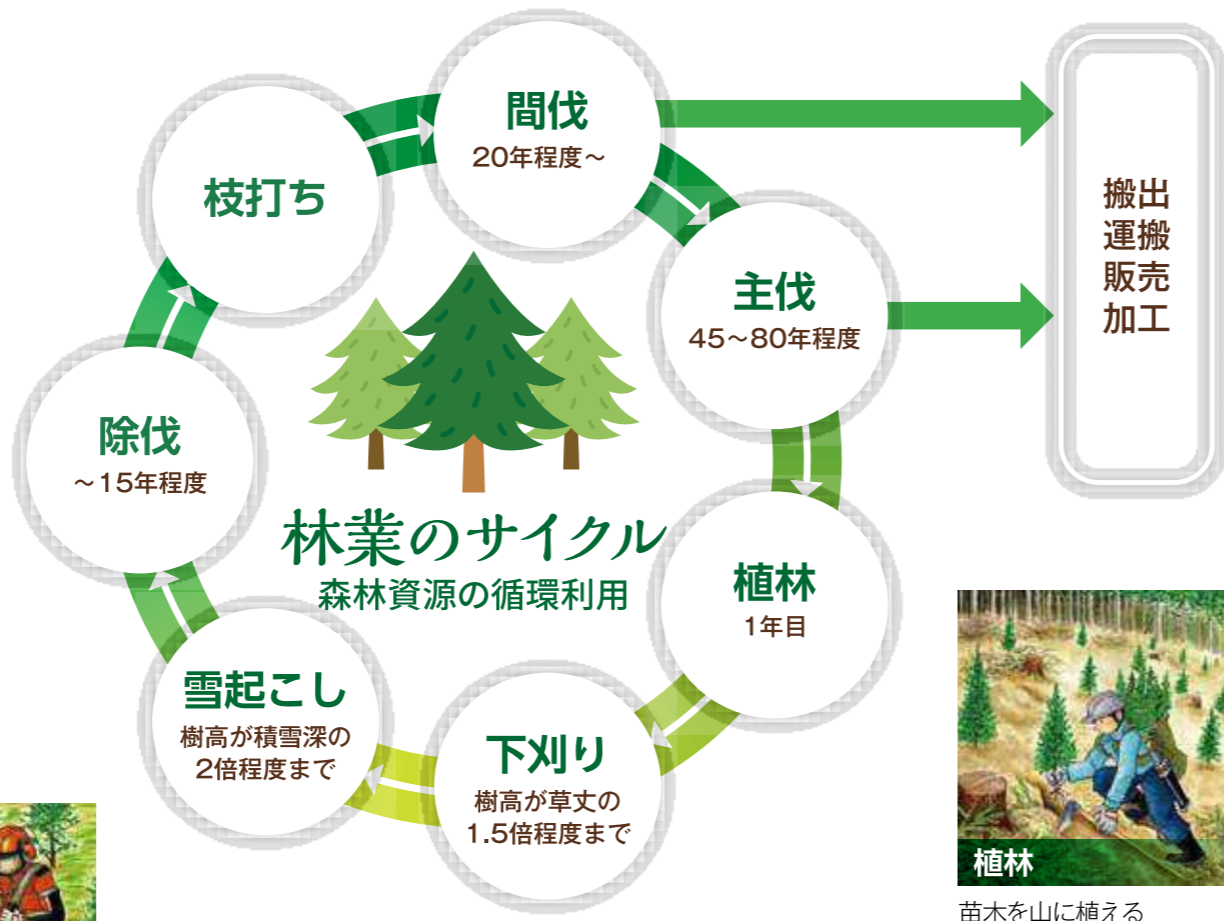 間伐
20年程度～
枝打ち
主伐
45～80年程度
搬出
運搬
販売
加工
除伐
～15年程度
林業のサイクル
森林資源の循環利用
植林
1年目
雪起こし
樹高が積雪深の
2倍程度まで
下刈り
樹高が草丈の
1.5倍程度まで
植林
苗木を山に植える